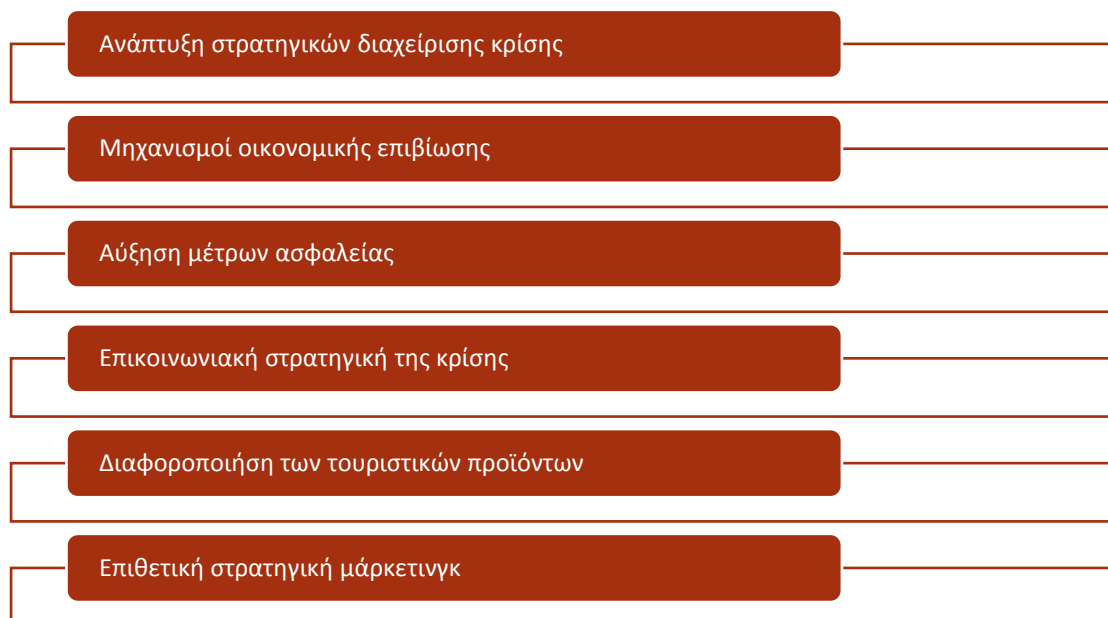 Ανάπτυξη στρατηγικών διαχείρισης κρίσης
Μηχανισμοί οικονομικής επιβίωσης
Αύξηση μέτρων ασφαλείας
Επικοινωνιακή στρατηγική της κρίσης
Διαφοροποιήση των τουριστικών προϊόντων
Επιθετική στρατηγική μάρκετινγκ